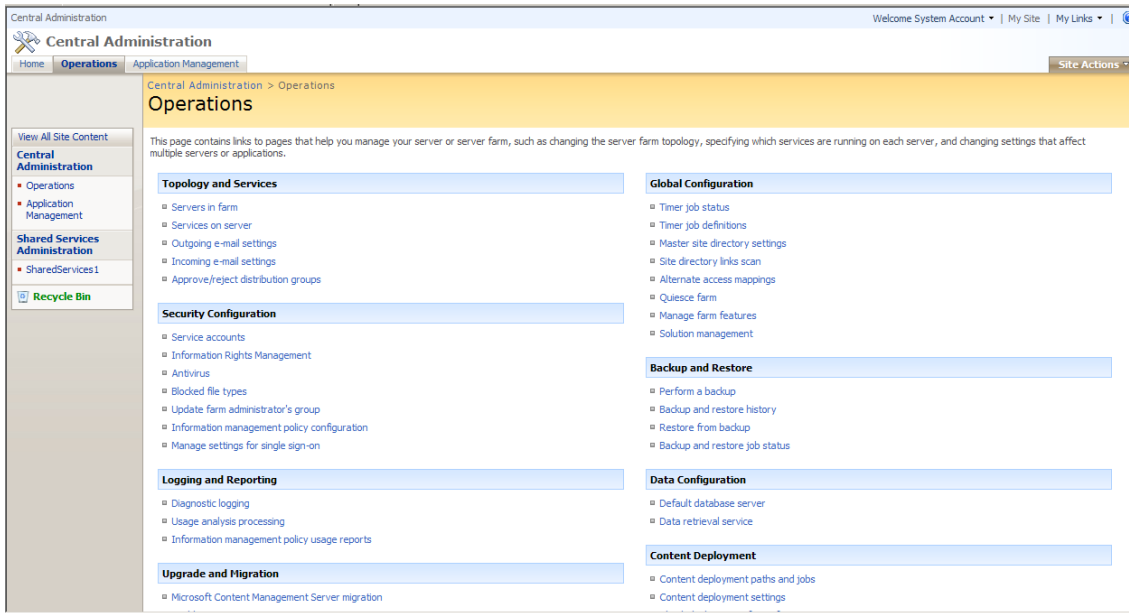 Central Administration
Welcome System Account | My Site | My Links |
Central Administration
Home Operations Application Management
Site Actions
Central Administration > Operations
Operations
View All Site Content
Central
Administration
Operations
Application
Management
Shared Services
Administration
SharedServices1
Recycle Bin
This page contains links to pages that help you manage your server or server farm, such as changing the server farm topology, specifying which services are running on each server, and changing settings that affect
multiple servers or applications.
Topology and Services
Servers in farm
Services on server
Outgoing e-mail settings
Incoming e-mail settings
Approve/reject distribution groups
Security Configuration
Service accounts
Information Rights Management
Antivirus
Blocked file types
Update farm administrator's group
Information management policy configuration
Manage settings for single sign-on
Logging and Reporting
Diagnostic logging
Usage analysis processing
Information management policy usage reports
Upgrade and Migration
Microsoft Content Management Server migration
Global Configuration
Timer job status
Timer job definitions
Master site directory settings
Site directory links scan
Alternate access mappings
Quiesce farm
Manage farm features
Solution management
Backup and Restore
Perform a backup
Backup and restore history
Restore from backup
Backup and restore job status
Data Configuration
Default database server
Data retrieval service
Content Deployment
Content deployment paths and jobs
Content deployment settings